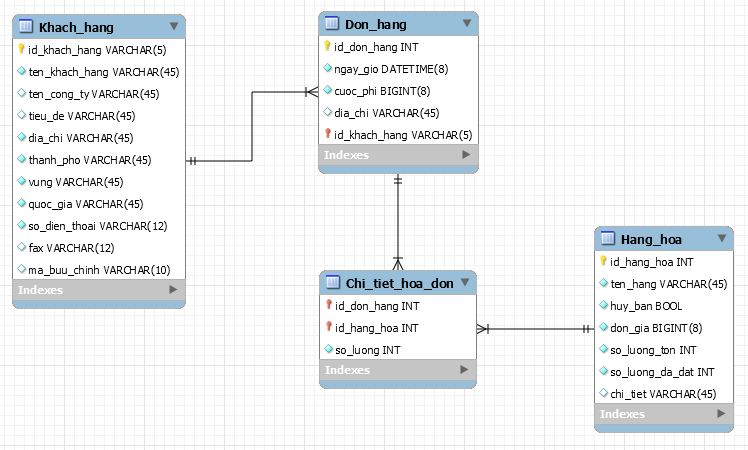 Khach_hang
id_khach_hang VARCHAR(5)
ten_khach_hang VARCHAR(45)
ten_cong_ty VARCHAR(45)
tieu_de VARCHAR(45)
dia_chi VARCHAR(45)
thanh_pho VARCHAR(45)
vung VARCHAR(45)
quoc_gia VARCHAR(45)
so_dien_thoai VARCHAR(12)
fax VARCHAR(12)
ma_buu_chinh VARCHAR(10)
Indexes
Don_hang
id_don_hang INT
ngay_gio DATETIME(8)
cuoc_phi BIGINT(8)
dia_chi VARCHAR(45)
id_khach_hang VARCHAR(5)
Indexes
Chi_tiet_hoa_don
id_don_hang INT
id_hang_hoa INT
so_luong INT
Indexes
Hang_hoa
id_hang_hoa INT
ten_hang VARCHAR(45)
huy_ban BOOL
don_gia BIGINT(8)
so_luong_ton INT
so_luong_da_dat INT
chi_tiet VARCHAR(45)
Indexes